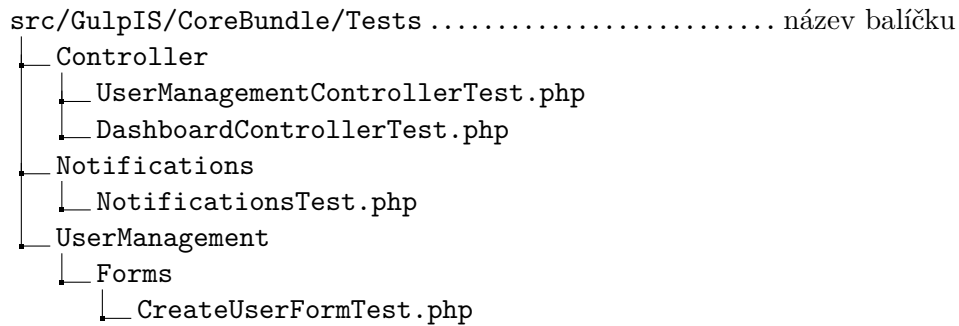 src/GulpIS/CoreBundle/Tests ............................ název balíčku
Controller
UserManagementControllerTest.php
DashboardControllerTest.php
Notifications
NotificationsTest.php
UserManagement
Forms
CreateUserFormTest.php